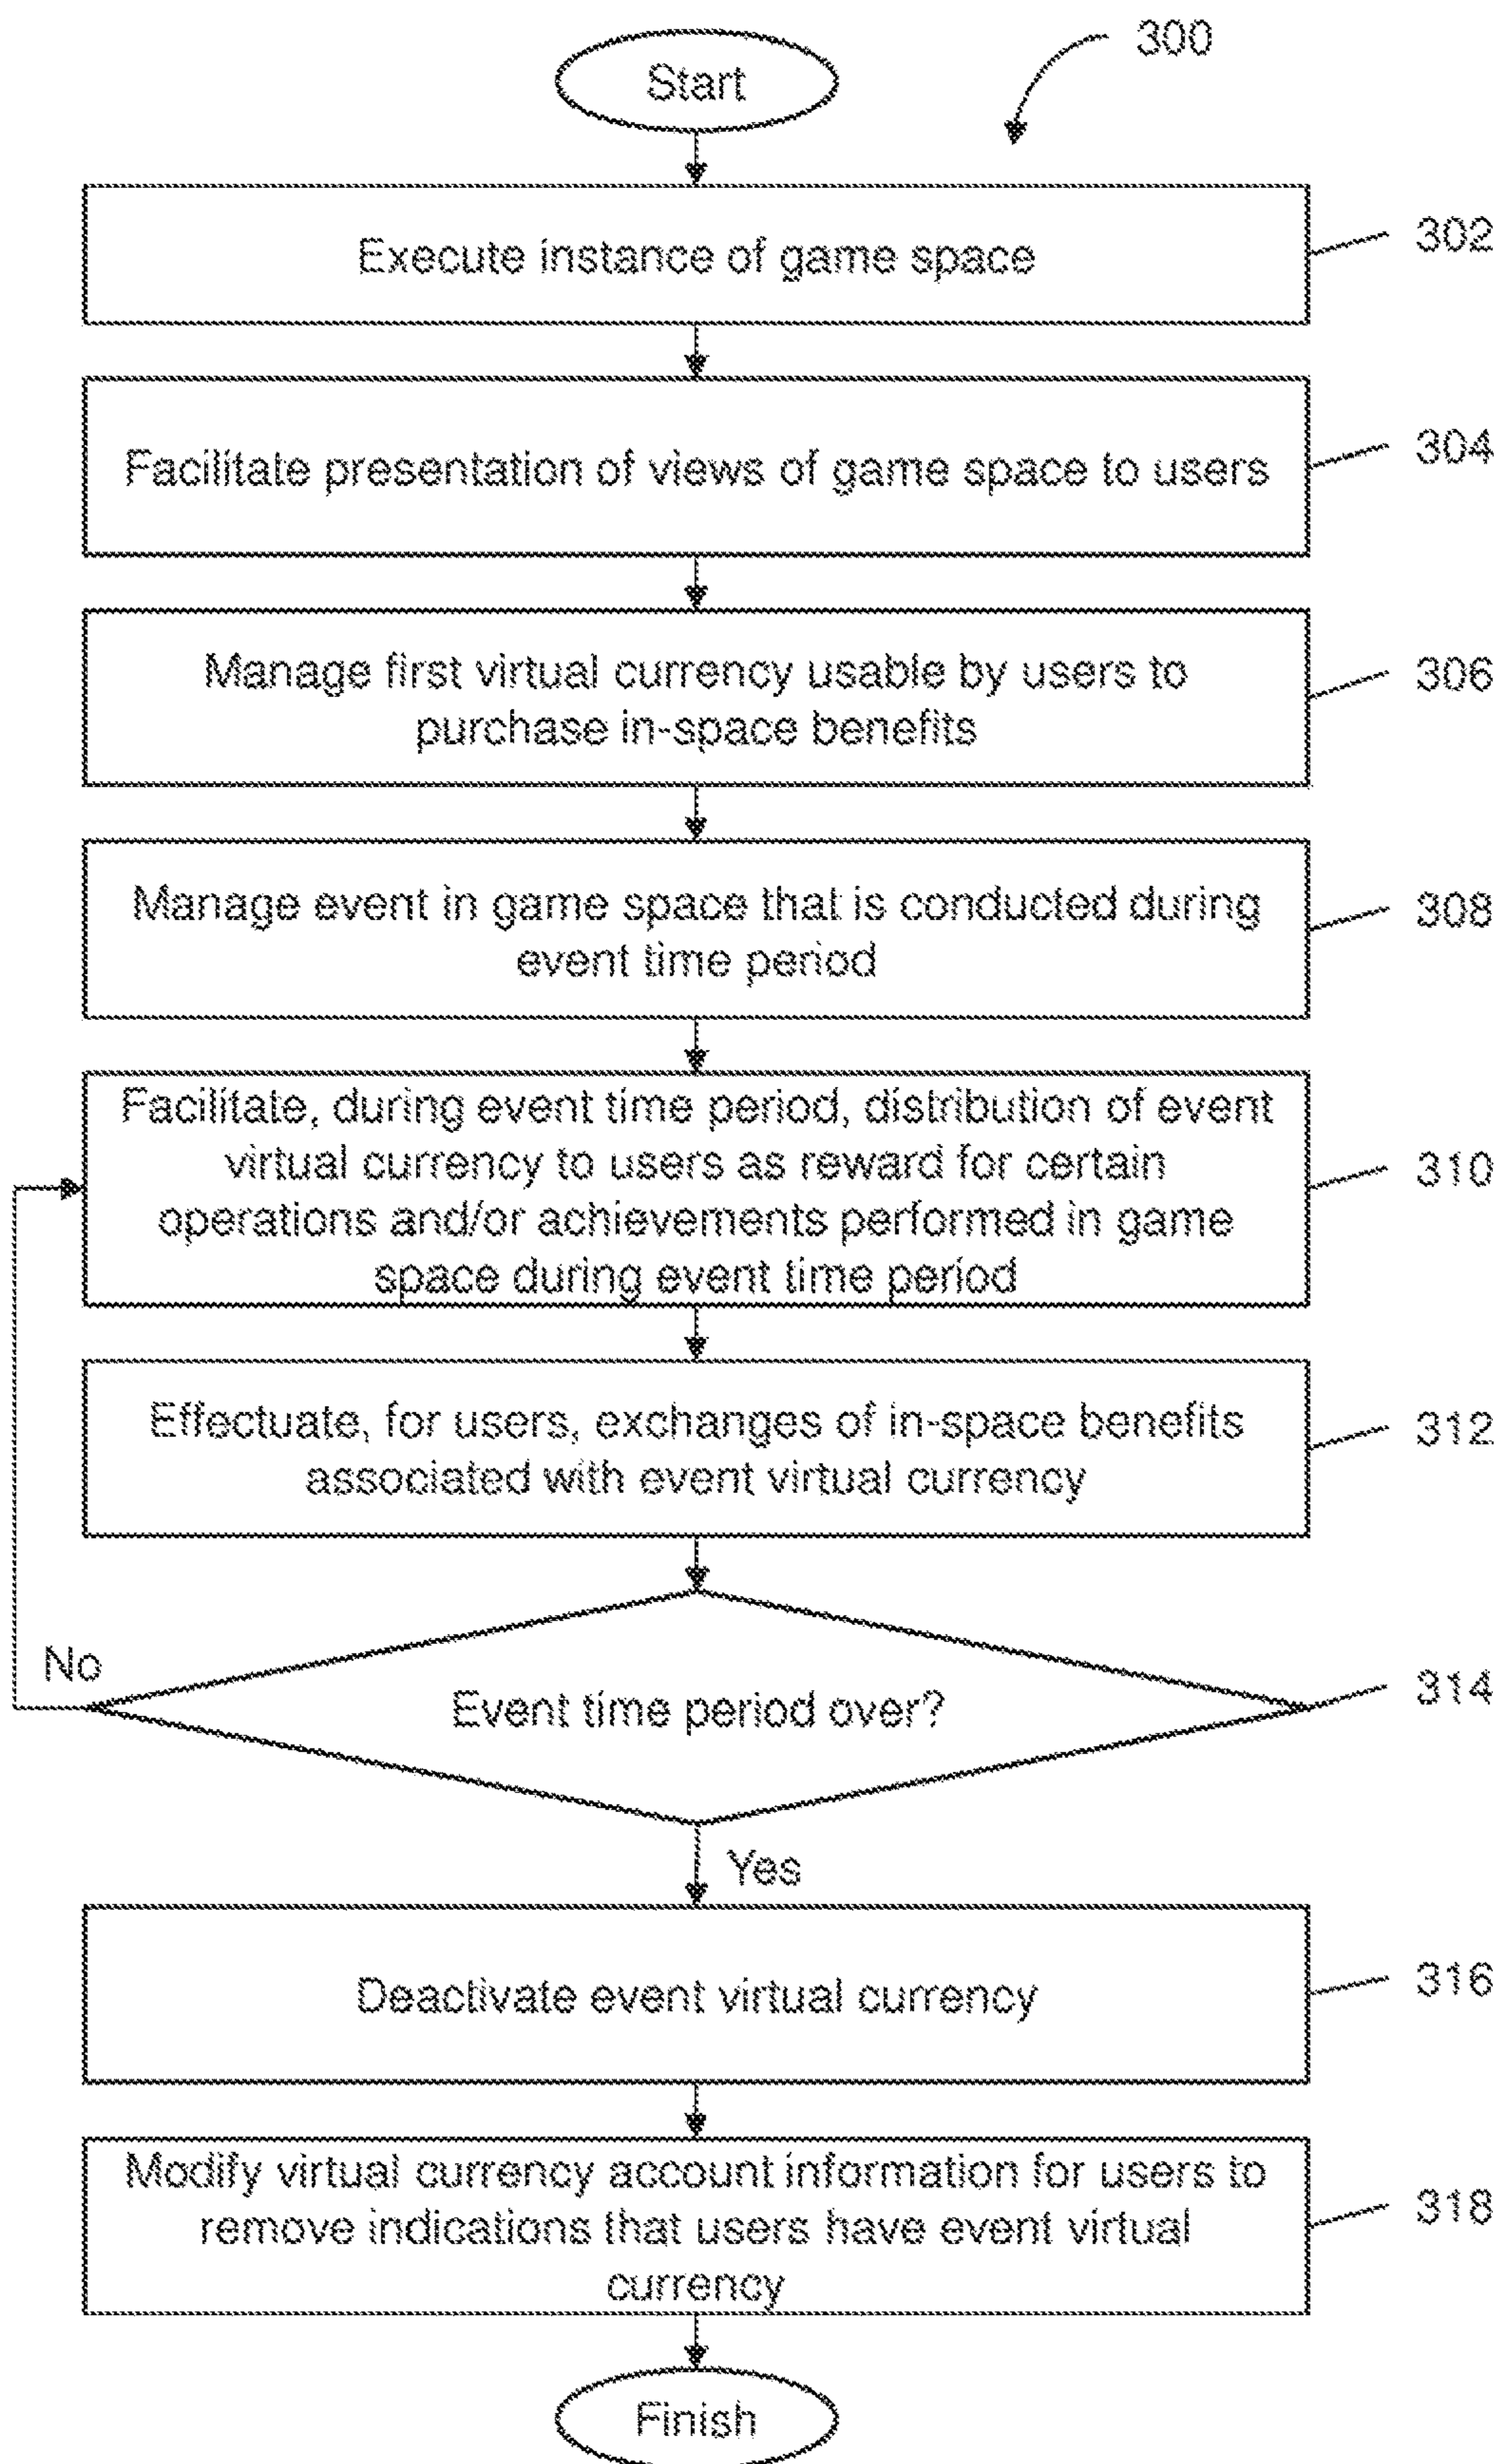 300
Start
Execute instance of game space
302
Facilitate presentation of views of game space to users
304
Manage first virtual currency usable by users to
purchase in-space benefits
306
Manage event in game space that is conducted during
event time period
308
Facilitate, during event time period, distribution of event
virtual currency to users as reward for certain
operations and/or achievements performed in game
space during event time period
310
Effectuate, for users, exchanges of in-space benefits
associated with event virtual currency
312
No
Event time period over?
314
Yes
Deactivate event virtual currency
316
Modify virtual currency account information for users to
remove indications that users have event virtual
currency
318
Finish